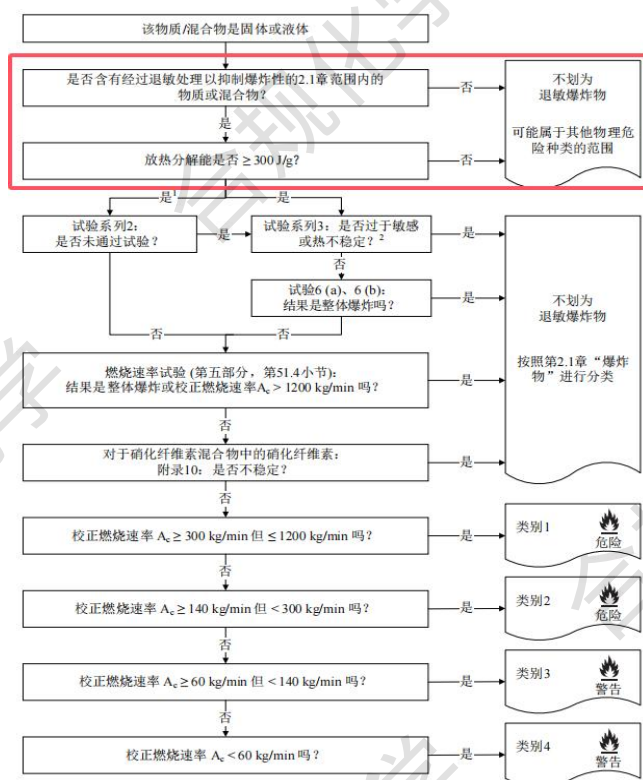 该物质/混合物是固体或液体
是否含有经过退敏处理以抑制爆炸性的2.1章范围内的
物质或混合物？
否
不划为
退敏爆炸物
可能属于其他物理危
险种类的范围
是
放热分解能是否 ≥ 300 J/g?
否
是¹
是
试验系列2：
是否未通过试验？
是
试验系列3：是否过于敏感
或热不稳定？²
是
否
试验6 (a)、6 (b)：
结果是整体爆炸吗？
是
不划为
退敏爆炸物
按照第2.1章“爆炸
物”进行分类
否
否
燃烧速率试验 (第五部分，第51.4小节)：
结果是整体爆炸或校正燃烧速率Ac > 1200 kg/min 吗？
是
否
对于硝化纤维素混合物中的硝化纤维素：
附录10：是否不稳定？
是
否
校正燃烧速率 Ac ≥ 300 kg/min 但 ≤ 1200 kg/min 吗？
是
类别1
危险
否
校正燃烧速率 Ac ≥ 140 kg/min 但 < 300 kg/min 吗？
是
类别2
危险
否
校正燃烧速率 Ac ≥ 60 kg/min 但 < 140 kg/min 吗？
是
类别3
警告
否
校正燃烧速率 Ac < 60 kg/min 吗？
是
类别4
警告
合规化学